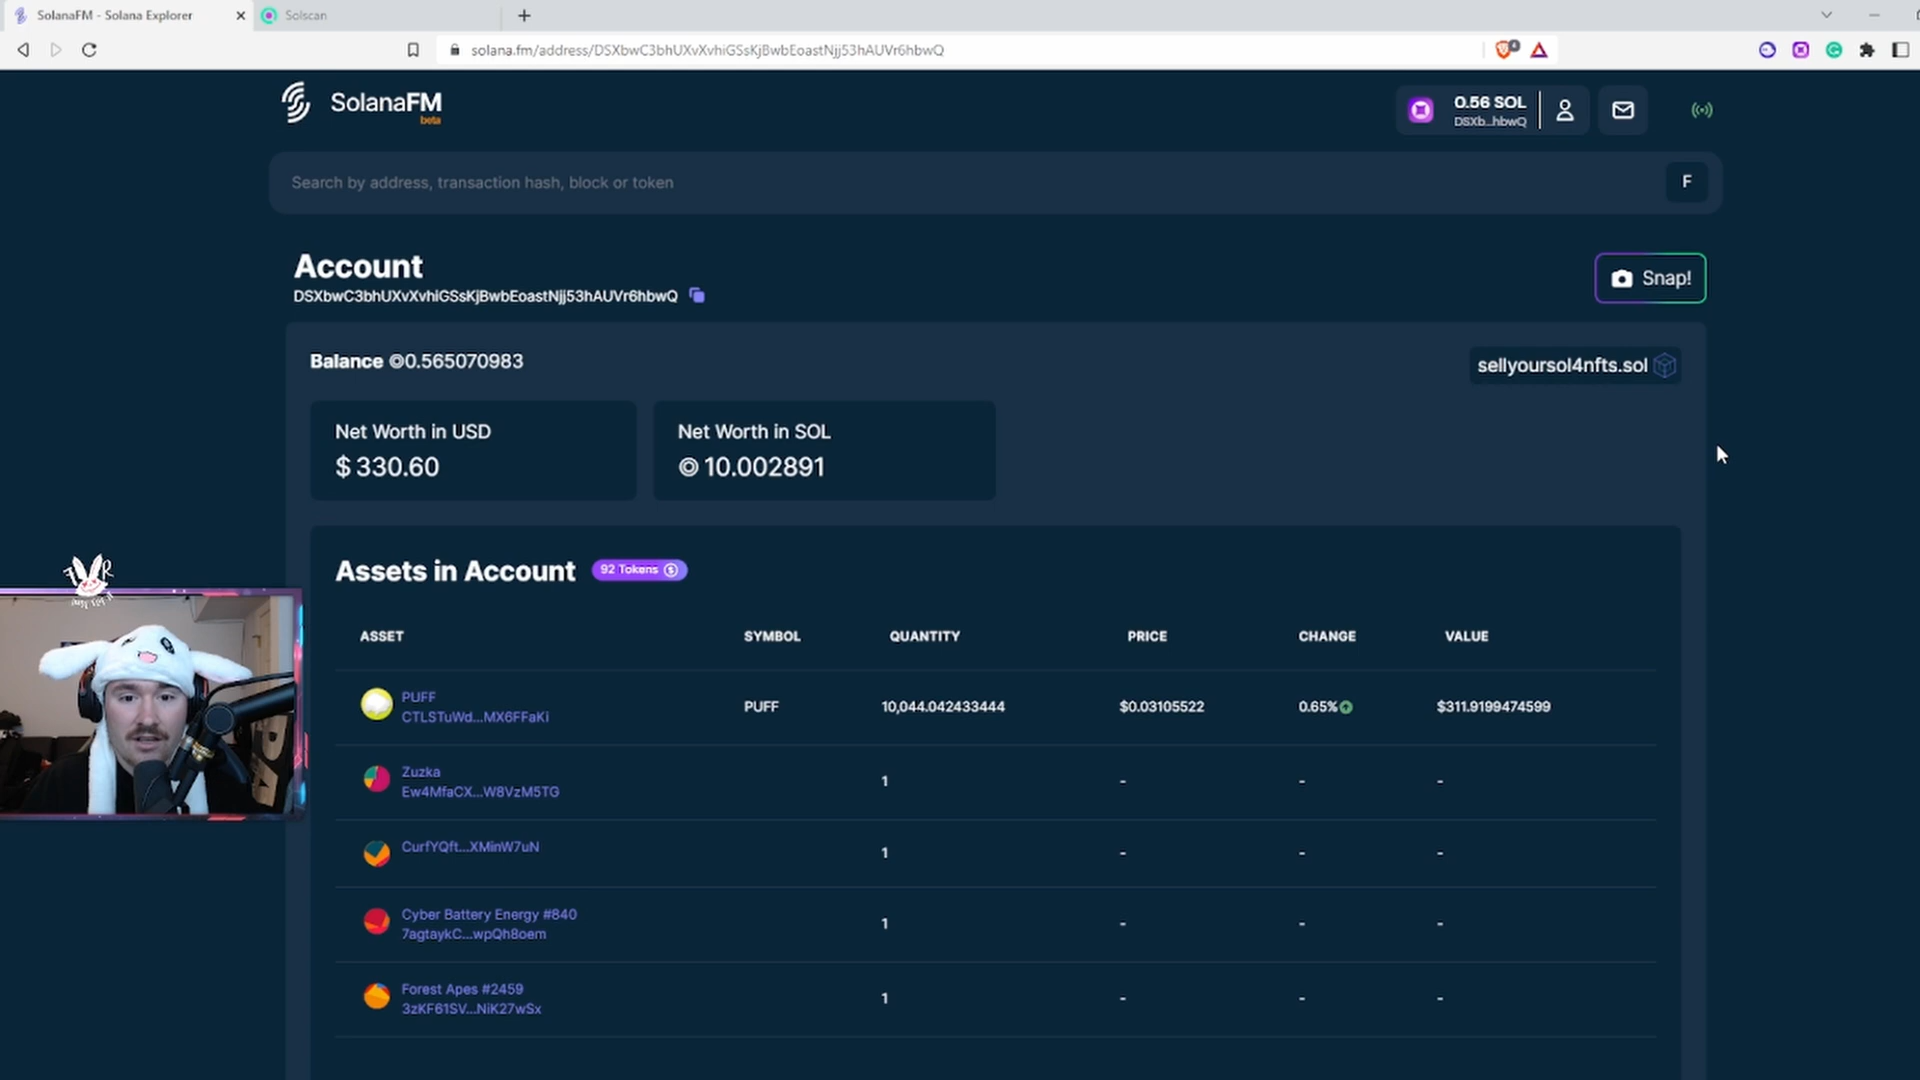 SolanaFM - Solana Explorer
Solscan
solana.fm/address/DSXbwC3bhUXvXvhiGSsKjBwbEoastNjj53hAUVr6hbwQ
SolanaFM
beta
0.56 SOL
DSXb...hbwQ
Search by address, transaction hash, block or token
F
Account
DSXbwC3bhUXvXvhiGSsKjBwbEoastNjj53hAUVr6hbwQ
Snap!
Balance ◎0.565070983
sellyoursol4nfts.sol
Net Worth in USD
$ 330.60
Net Worth in SOL
◎ 10.002891
Assets in Account
92 Tokens
ASSET SYMBOL QUANTITY PRICE CHANGE VALUE
PUFF
CTLSTuWd...MX6FFaKi
PUFF 10,044.042433444 $0.03105522 0.65% $311.9199474599
Zuzka
Ew4MfaCX...W8VzM5TG
1 - - -
CurfYQft...XMinW7uN
1 - - -
Cyber Battery Energy #840
7agtaykC...wpQh8oem
1 - - -
Forest Apes #2459
3zKF61SV...NiK27wSx
1 - - -